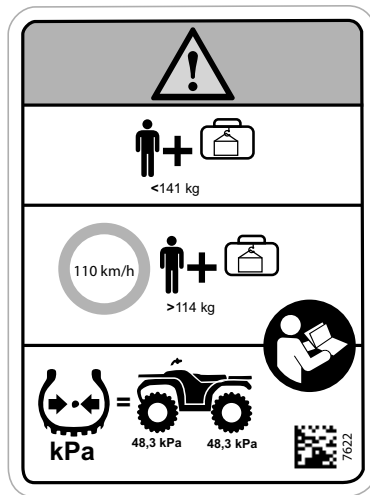 <141 kg
110 km/h
>114 kg
kPa
=
48,3 kPa 48,3 kPa
7622